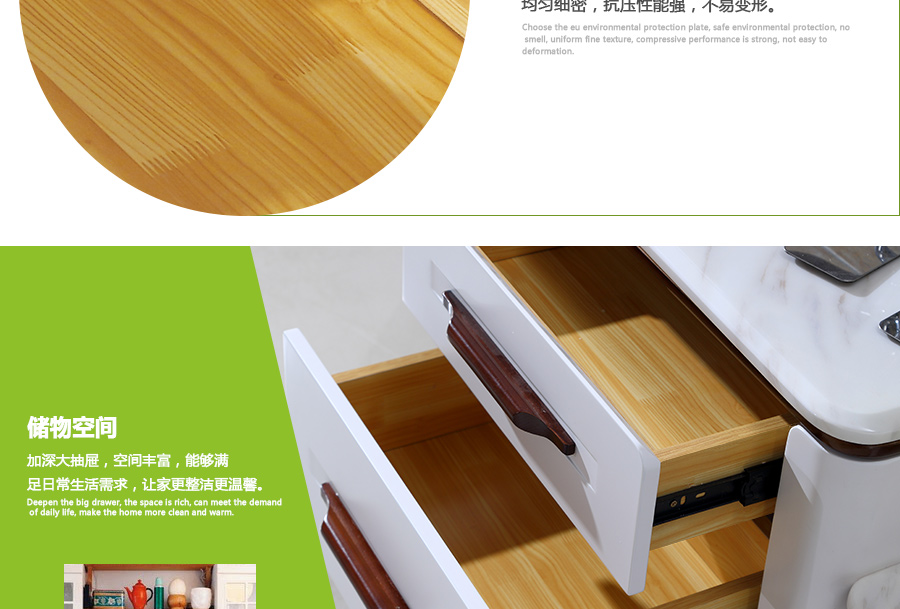 均匀细密，抗压性能强，不易变形。
Choose the eu environmental protection plate, safe environmental protection, no
smell, uniform fine texture, compressive performance is strong, not easy to
deformation.
储物空间
加深大抽屉，空间丰富，能够满
足日常生活需求，让家更整洁更温馨。
Deepen the big drawer, the space is rich, can meet the demand
of daily life, make the home more clean and warm.